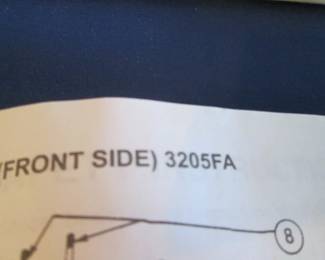 /FRONT SIDE) 3205FA
8